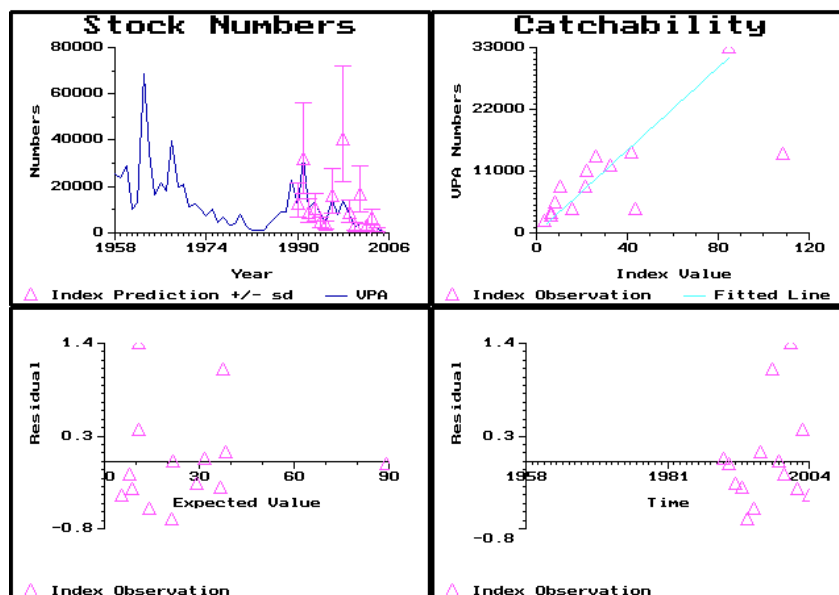 Stock Numbers
80000
60000
40000
20000
0
Numbers
1958 1974 1990 2006
Year
Index Prediction +/- sd VPA
Catchability
33000
22000
11000
0
VPA Numbers
0 40 80 120
Index Value
Index Observation Fitted Line
1.4
0.3
-0.8
Residual
0 30 60 90
Expected Value
Index Observation
1.4
0.3
-0.8
Residual
1958 1981 2004
Time
Index Observation